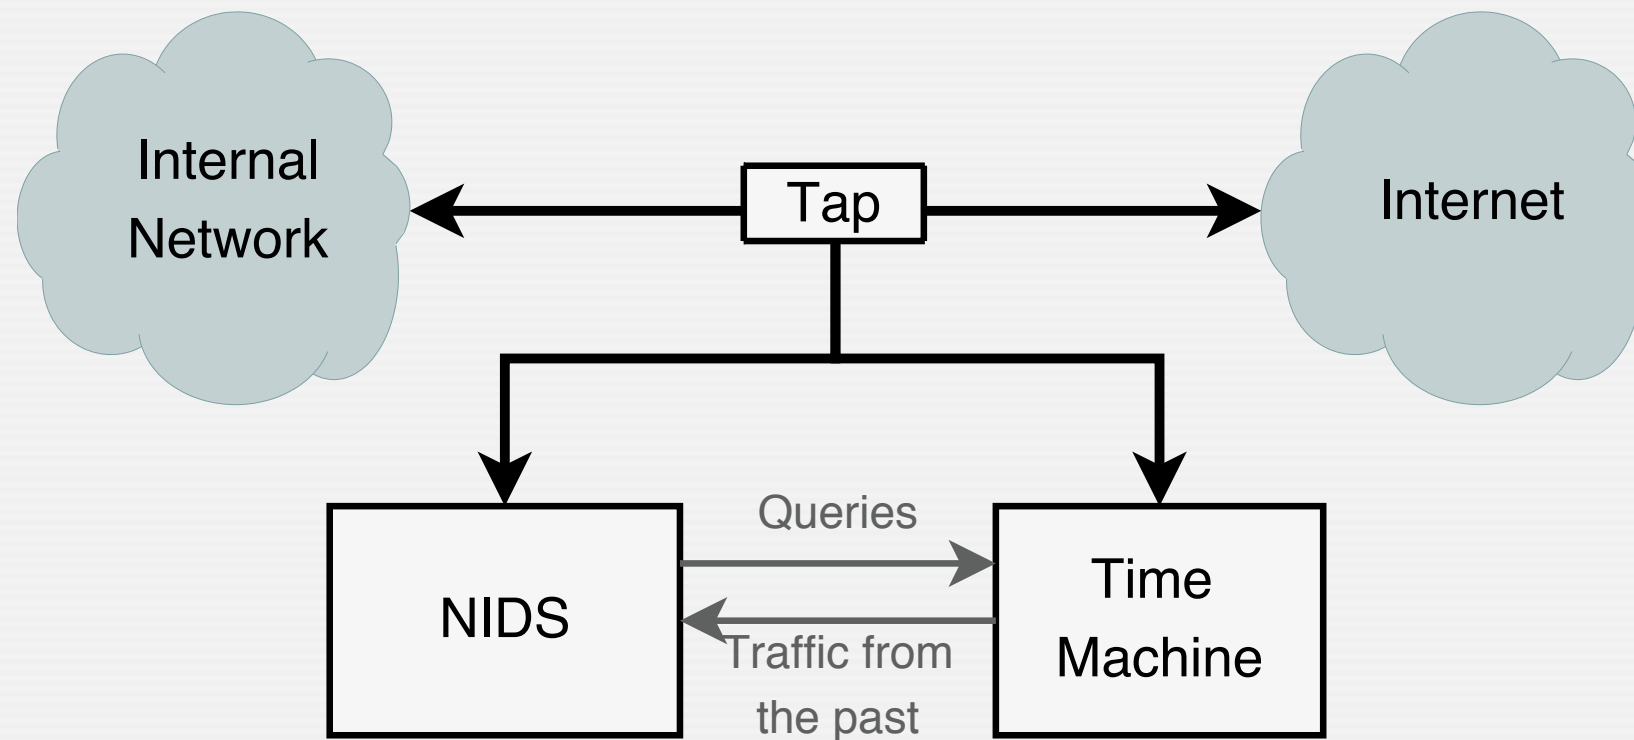 Internal
Network
Tap
Internet
Queries
NIDS
Time
Machine
Traffic from
the past